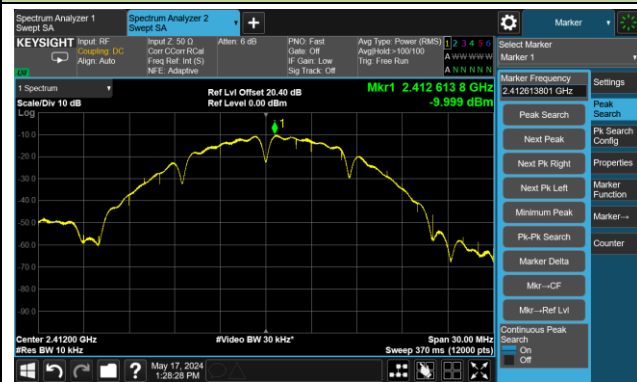 Spectrum Analyzer 1
Swept SA
Spectrum Analyzer 2
Swept SA
+
Marker
KEYSIGHT
Input: RF
Coupling: DC
Align: Auto
Input Z: 50 Ω
Corr CCorr RCal
Freq Ref: Int (S)
NFE: Adaptive
Atten: 6 dB
PNO: Fast
Gate: Off
IF Gain: Low
Sig Track: Off
Avg Type: Power (RMS)
Avg|Hold:>100/100
Trig: Free Run
1 2 3 4 5 6
A W W W W W
A N N N N N
LXI
Select Marker
Marker 1
1 Spectrum
Scale/Div 10 dB
Ref Lvl Offset 20.40 dB
Ref Level 0.00 dBm
Mkr1 2.412 613 8 GHz
-9.999 dBm
Log
1
-10.0
-20.0
-30.0
-40.0
-50.0
-60.0
-70.0
-80.0
-90.0
Center 2.41200 GHz
#Res BW 10 kHz
#Video BW 30 kHz*
Span 30.00 MHz
Sweep 370 ms (12000 pts)
Marker Frequency
2.412613801 GHz
Peak Search
Next Peak
Next Pk Right
Next Pk Left
Minimum Peak
Pk-Pk Search
Marker Delta
Mkr→CF
Mkr→Ref Lvl
Continuous Peak
Search
On
Off
Settings
Peak
Search
Pk Search
Config
Properties
Marker
Function
Marker→
Counter
?
May 17, 2024
1:28:28 PM